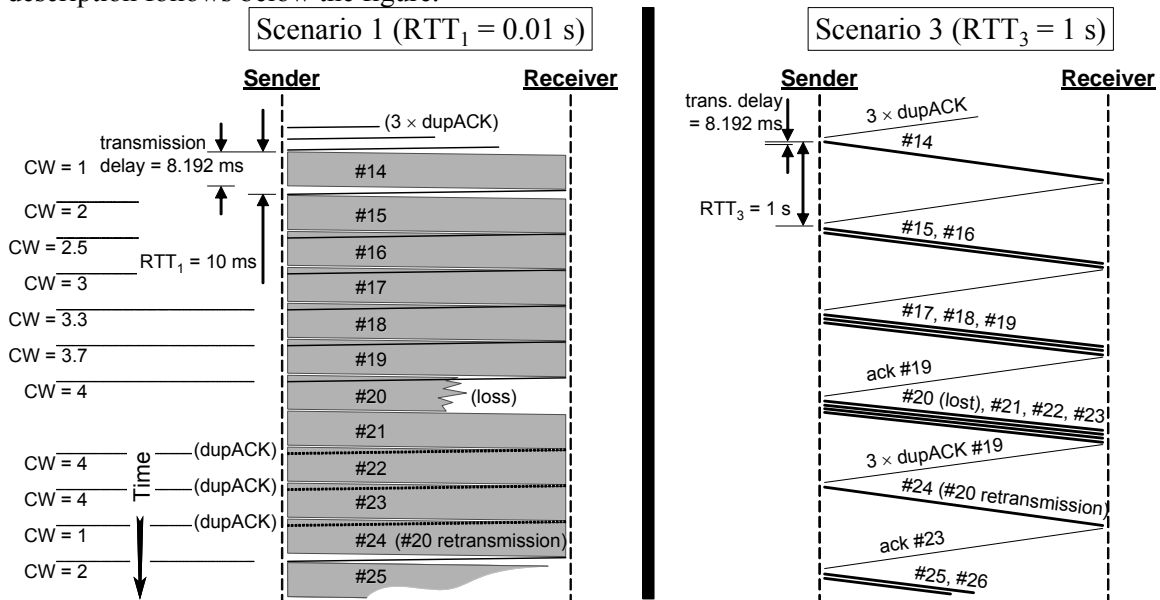 description follows below the figure.
Scenario 1 (RTT1 = 0.01 s)
Sender
Receiver
(3 × dupACK)
transmission
delay = 8.192 ms
CW = 1
#14
CW = 2
#15
CW = 2.5
RTT1 = 10 ms
#16
CW = 3
#17
CW = 3.3
#18
CW = 3.7
#19
CW = 4
#20
(loss)
#21
(dupACK)
CW = 4
#22
(dupACK)
CW = 4
#23
(dupACK)
CW = 1
#24 (#20 retransmission)
CW = 2
#25
Time
Scenario 3 (RTT3 = 1 s)
Sender
Receiver
trans. delay
= 8.192 ms
3 × dupACK
#14
RTT3 = 1 s
#15, #16
#17, #18, #19
ack #19
#20 (lost), #21, #22, #23
3 × dupACK #19
#24 (#20 retransmission)
ack #23
#25, #26